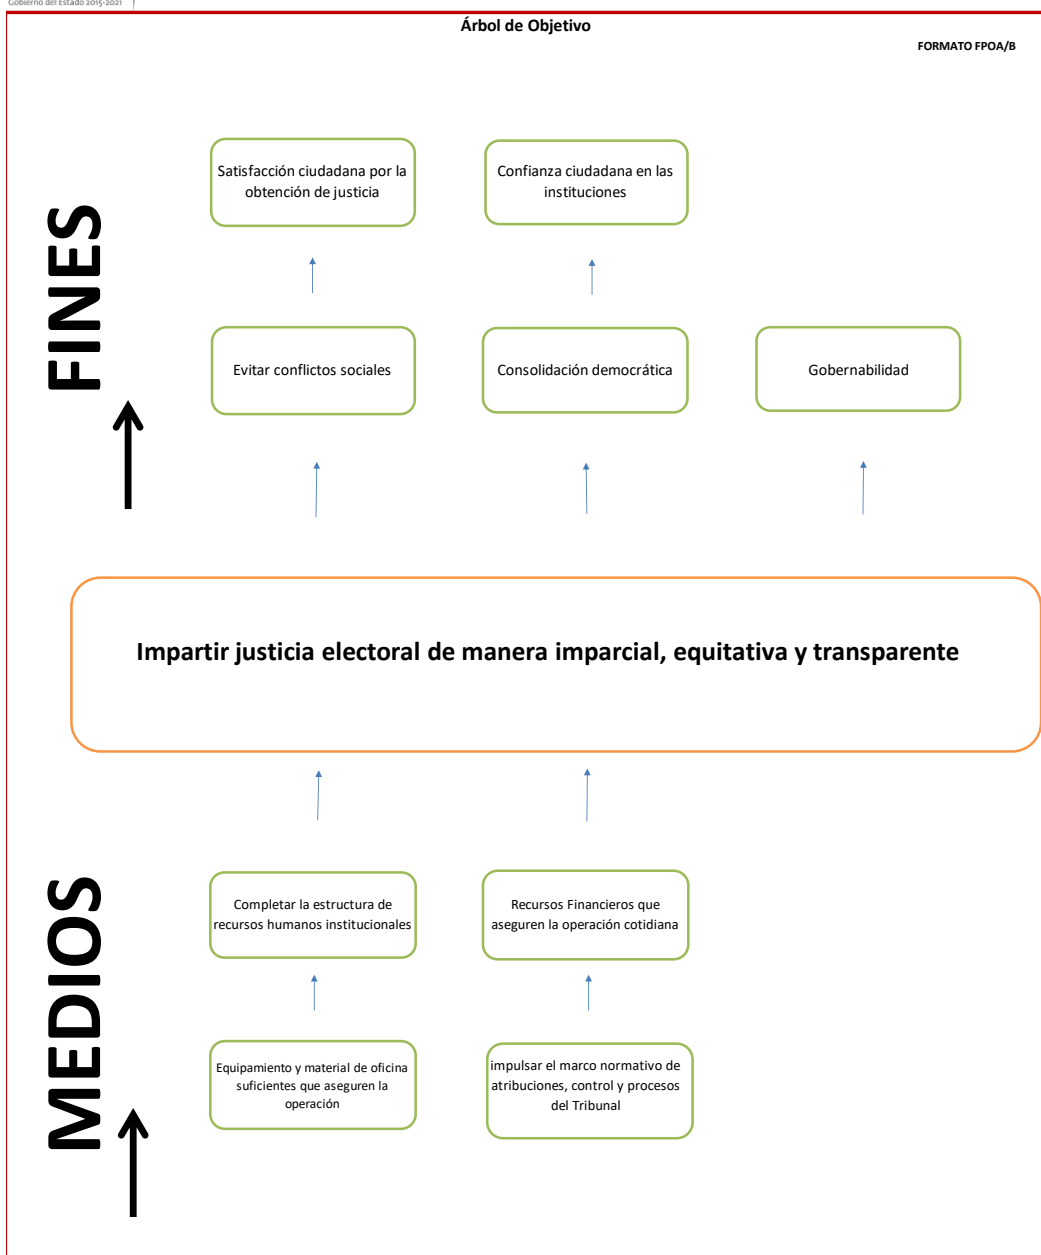 Gobierno del Estado 2015-2021
Árbol de Objetivo
FORMATO FPOA/B
FINES
Satisfacción ciudadana por la
obtención de justicia
Confianza ciudadana en las
instituciones
Evitar conflictos sociales
Consolidación democrática
Gobernabilidad
Impartir justicia electoral de manera imparcial, equitativa y transparente
MEDIOS
Completar la estructura de
recursos humanos institucionales
Recursos Financieros que
aseguren la operación cotidiana
Equipamiento y material de oficina
suficientes que aseguren la
operación
impulsar el marco normativo de
atribuciones, control y procesos
del Tribunal